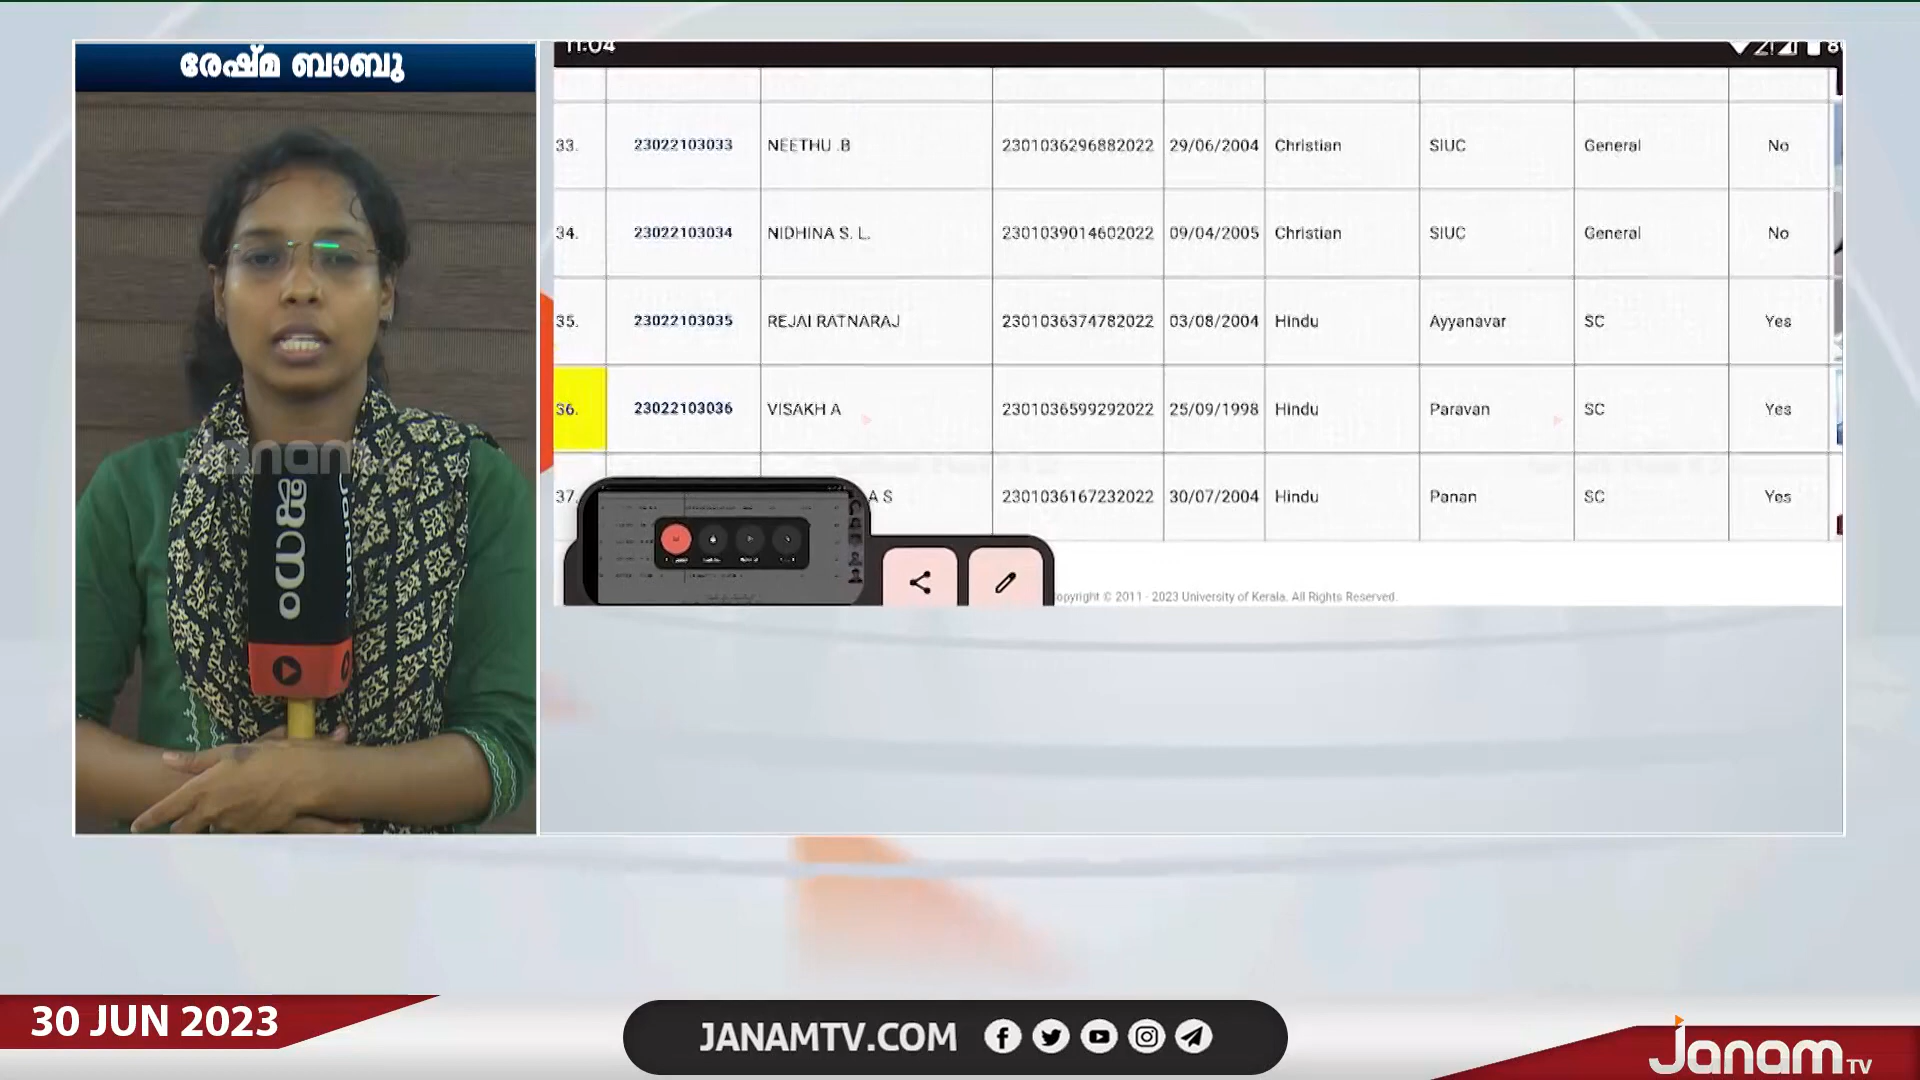 രേഷ്മ ബാബു
11:04
33. 23022103033 NEETHU .B 2301036296882022 29/06/2004 Christian SIUC General No
34. 23022103034 NIDHINA S. L. 2301039014602022 09/04/2005 Christian SIUC General No
35. 23022103035 REJAI RATNARAJ 2301036374782022 03/08/2004 Hindu Ayyanavar SC Yes
36. 23022103036 VISAKH A 2301036599292022 25/09/1998 Hindu Paravan SC Yes
37. A S 2301036167232022 30/07/2004 Hindu Panan SC Yes
opyright © 2011 - 2023 University of Kerala. All Rights Reserved.
Janam
ജനം
Janam
30 JUN 2023
JANAMTV.COM
Janam TV